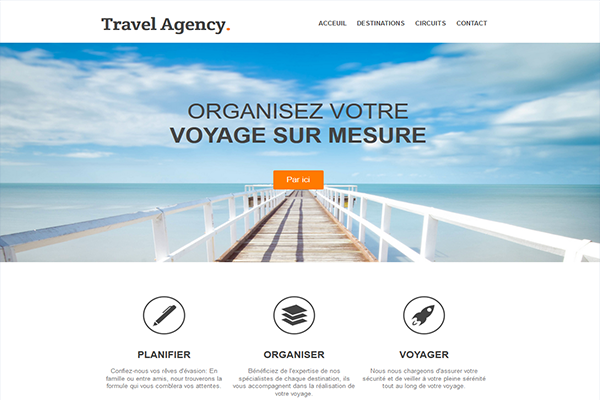 Travel Agency.
ACCEUIL DESTINATIONS CIRCUITS CONTACT
ORGANISEZ VOTRE
VOYAGE SUR MESURE
Par ici
PLANIFIER ORGANISER VOYAGER
Confiez-nous vos rêves d'évasion: En
famille ou entre amis, nour trouverons la
formule qui vous comblera vos attentes.
Bénéficiez de l'expertise de nos
spécialistes de chaque destination, ils
vous accompagnent dans la réalisation de
votre voyage.
Nous nous chargeons d'assurer votre
sécurité et de veiller à votre pleine sérénité
tout au long de votre voyage.